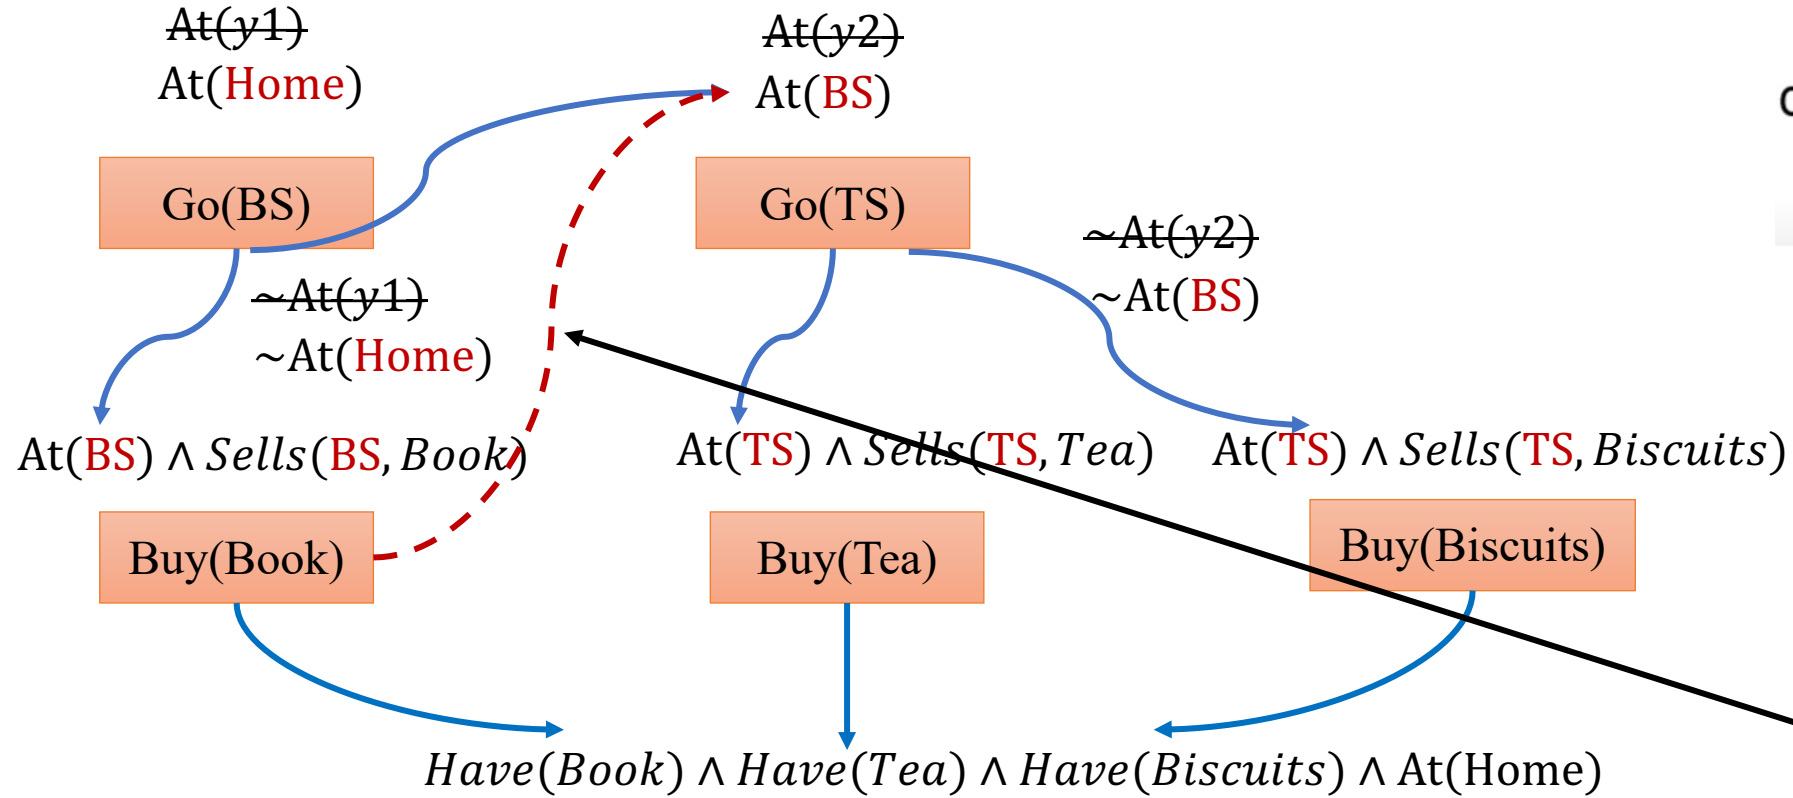 At(y1)
At(Home)
At(y2)
At(BS)
Go(BS)
Go(TS)
~At(y1)
~At(Home)
~At(y2)
~At(BS)
At(BS) ∧ Sells(BS, Book)
At(TS) ∧ Sells(TS, Tea)
At(TS) ∧ Sells(TS, Biscuits)
Buy(Book)
Buy(Tea)
Buy(Biscuits)
Have(Book) ∧ Have(Tea) ∧ Have(Biscuits) ∧ At(Home)